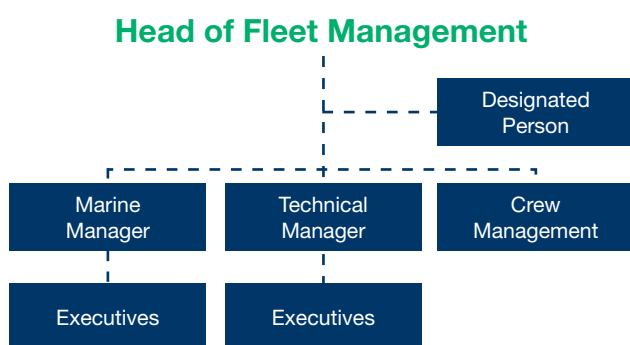 Head of Fleet Management
Designated
Person
Marine
Manager
Technical
Manager
Crew
Management
Executives
Executives